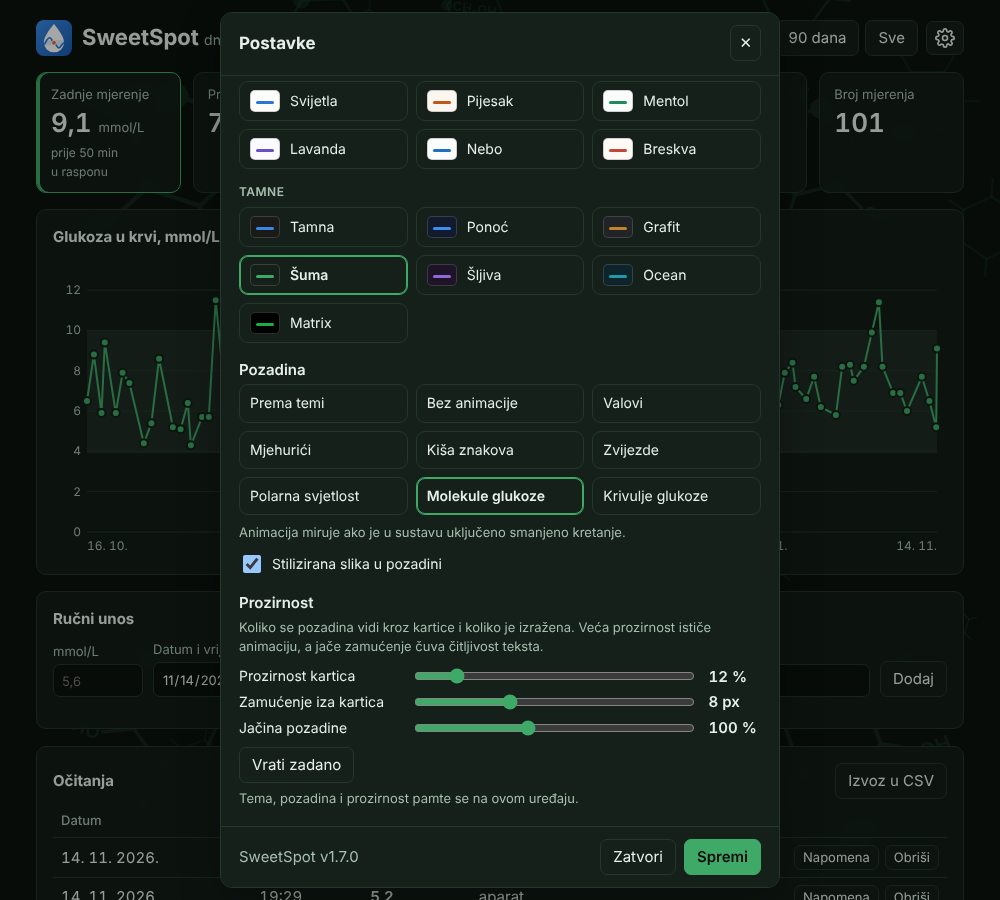 SweetSpot
90 dana
Sve
Postavke
Zadnje mjerenje
9,1 mmol/L
prije 50 min
u rasponu
Broj mjerenja
101
Svijetla
Pijesak
Mentol
Lavanda
Nebo
Breskva
TAMNE
Tamna
Ponoć
Grafit
Šuma
Šljiva
Ocean
Matrix
Glukoza u krvi, mmol/L
12
10
8
6
4
2
0
16. 10.
14. 11.
Pozadina
Prema temi
Bez animacije
Valovi
Mjehurići
Kiša znakova
Zvijezde
Polarna svjetlost
Molekule glukoze
Krivulje glukoze
Animacija miruje ako je u sustavu uključeno smanjeno kretanje.
Stilizirana slika u pozadini
Prozirnost
Koliko se pozadina vidi kroz kartice i koliko je izražena. Veća prozirnost ističe
animaciju, a jače zamućenje čuva čitljivost teksta.
Prozirnost kartica
12 %
Zamućenje iza kartica
8 px
Jačina pozadine
100 %
Vrati zadano
Tema, pozadina i prozirnost pamte se na ovom uređaju.
SweetSpot v1.7.0
Zatvori
Spremi
Ručni unos
mmol/L
Datum i
5,6
11/14/202
Dodaj
Očitanja
Izvoz u CSV
Datum
14. 11. 2026.
Napomena
Obriši
14. 11. 2026.
19:29
5,2
aparat
Napomena
Obriši